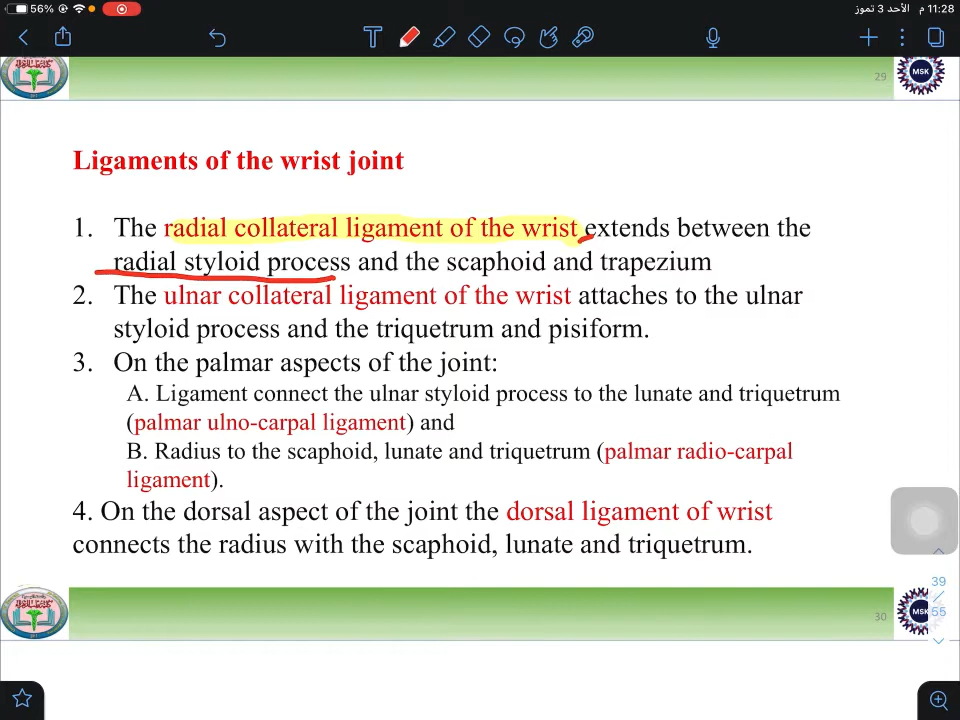 56%
11:28 م الأحد 3 تموز
29
MSK
Ligaments of the wrist joint
1. The radial collateral ligament of the wrist extends between the
radial styloid process and the scaphoid and trapezium
2. The ulnar collateral ligament of the wrist attaches to the ulnar
styloid process and the triquetrum and pisiform.
3. On the palmar aspects of the joint:
A. Ligament connect the ulnar styloid process to the lunate and triquetrum
(palmar ulno-carpal ligament) and
B. Radius to the scaphoid, lunate and triquetrum (palmar radio-carpal
ligament).
4. On the dorsal aspect of the joint the dorsal ligament of wrist
connects the radius with the scaphoid, lunate and triquetrum.
39
/
55
30
MSK